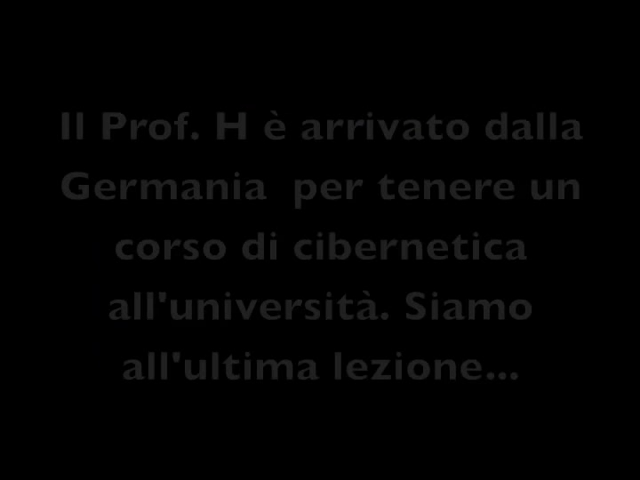 Il Prof. H è arrivato dalla
Germania  per tenere un
corso di cibernetica
all'università. Siamo
all'ultima lezione...